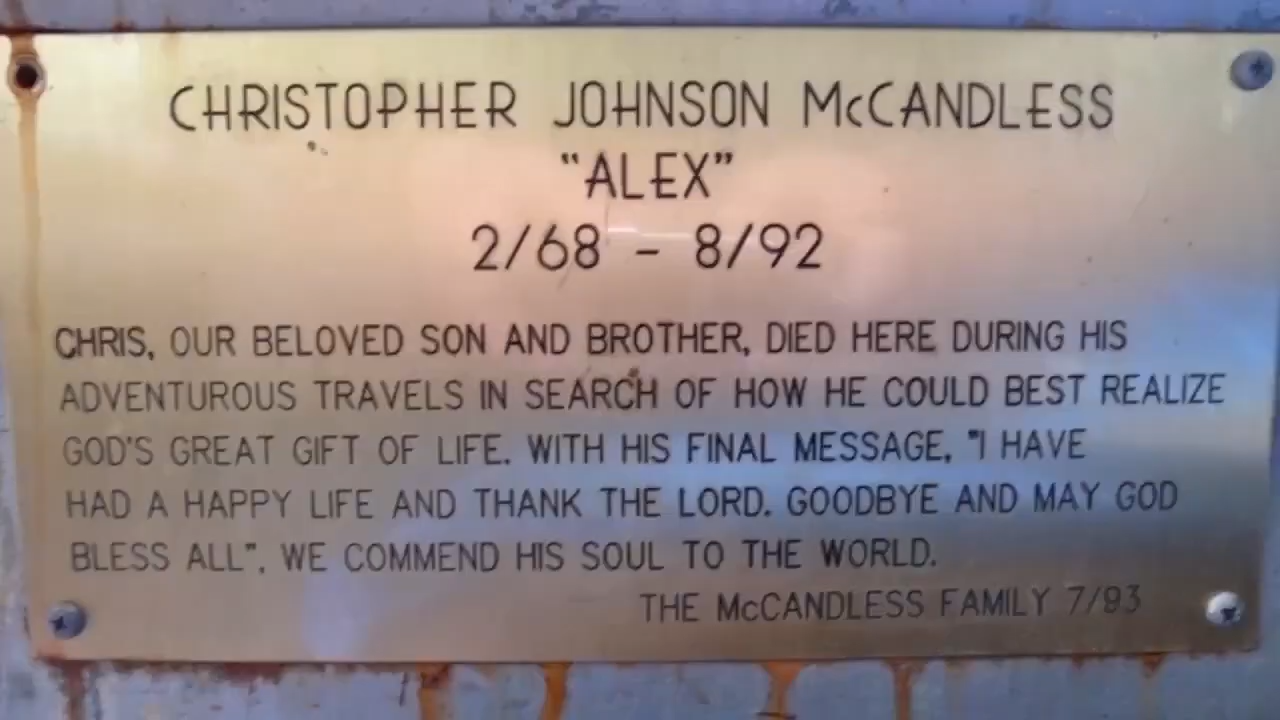 CHRISTOPHER JOHNSON McCANDLESS
"ALEX"
2/68 - 8/92
CHRIS, OUR BELOVED SON AND BROTHER, DIED HERE DURING HIS
ADVENTUROUS TRAVELS IN SEARCH OF HOW HE COULD BEST REALIZE
GOD'S GREAT GIFT OF LIFE. WITH HIS FINAL MESSAGE, "I HAVE
HAD A HAPPY LIFE AND THANK THE LORD. GOODBYE AND MAY GOD
BLESS ALL", WE COMMEND HIS SOUL TO THE WORLD.
THE McCANDLESS FAMILY 7/93